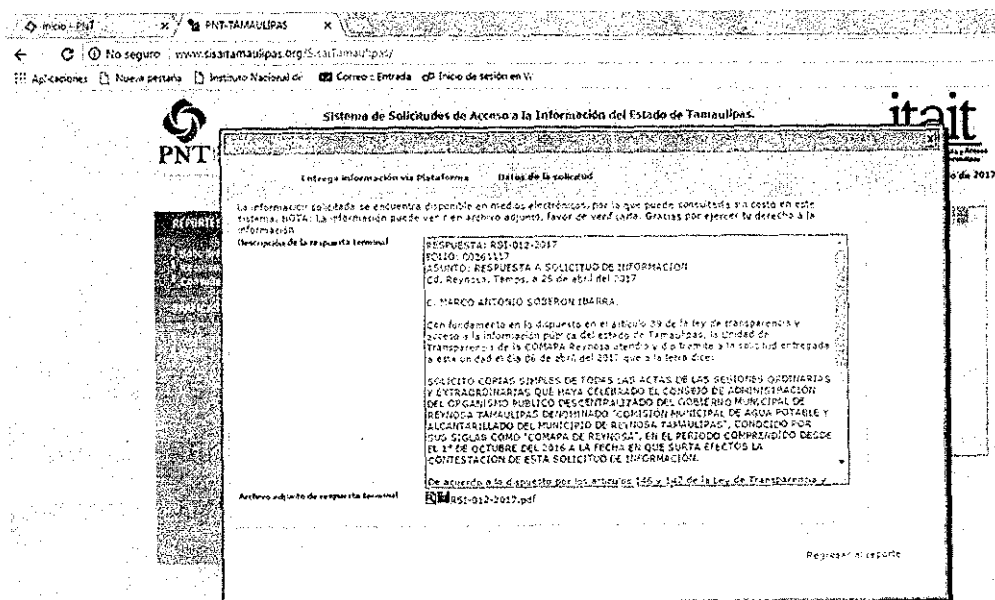 inicio - PNT
PNT-TAMAULIPAS
No seguro www.sisaitamaulipas.org/SisaiTamaulipas/
Aplicaciones Nueva pestaña Instituto Nacional de Correo :: Entrada Inicio de sesión en
Sistema de Solicitudes de Acceso a la Información del Estado de Tamaulipas.
PNT
itait
o de 2017
REPORTE
Entrega información vía Plataforma Datos de la solicitud
La información solicitada se encuentra disponible en medios electrónicos, por lo que puede consultarla sin costo en este
sistema. NOTA: La información puede venir en archivo adjunto, favor de verificarla. Gracias por ejercer tu derecho a la
información
Descripción de la respuesta terminal
RESPUESTA: RSI-012-2017
FOLIO: 00261117
ASUNTO: RESPUESTA A SOLICITUD DE INFORMACION
Cd. Reynosa, Tamps. a 25 de abril del 2017
C. MARCO ANTONIO SOBERON IBARRA.
Con fundamento en lo dispuesto en el artículo 39 de la ley de transparencia y
acceso a la información pública del estado de Tamaulipas, la Unidad de
Transparencia de la COMAPA Reynosa atendió y dio tramite a la solicitud entregada
a esta unidad el día 06 de abril del 2017 que a la letra dice:
SOLICITO COPIAS SIMPLES DE TODAS LAS ACTAS DE LAS SESIONES ORDINARIAS
Y EXTRAORDINARIAS QUE HAYA CELEBRADO EL CONSEJO DE ADMINISTRACIÓN
DEL ORGANISMO PUBLICO DESCENTRALIZADO DEL GOBIERNO MUNICIPAL DE
REYNOSA TAMAULIPAS DENOMINADO "COMISIÓN MUNICIPAL DE AGUA POTABLE Y
ALCANTARILLADO DEL MUNICIPIO DE REYNOSA TAMAULIPAS", CONOCIDO POR
SUS SIGLAS COMO "COMAPA DE REYNOSA", EN EL PERIODO COMPRENDIDO DESDE
EL 1° DE OCTUBRE DEL 2016 A LA FECHA EN QUE SURTA EFECTOS LA
CONTESTACION DE ESTA SOLICITUD DE INFORMACIÓN.
De acuerdo a lo dispuesto por los artículos 146 y 147 de la Ley de Transparencia y
Archivo adjunto de respuesta terminal
RSI-012-2017.pdf
Regresar al reporte